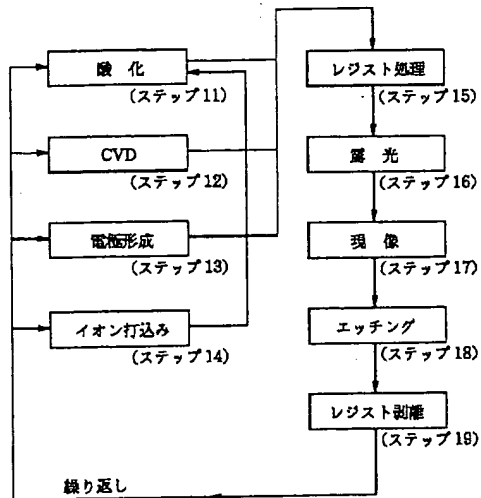 酸 化
(ステップ11)
CVD
(ステップ12)
電極形成
(ステップ13)
イオン打込み
(ステップ14)
レジスト処理
(ステップ15)
露 光
(ステップ16)
現 像
(ステップ17)
エッチング
(ステップ18)
レジスト剥離
(ステップ19)
繰り返し